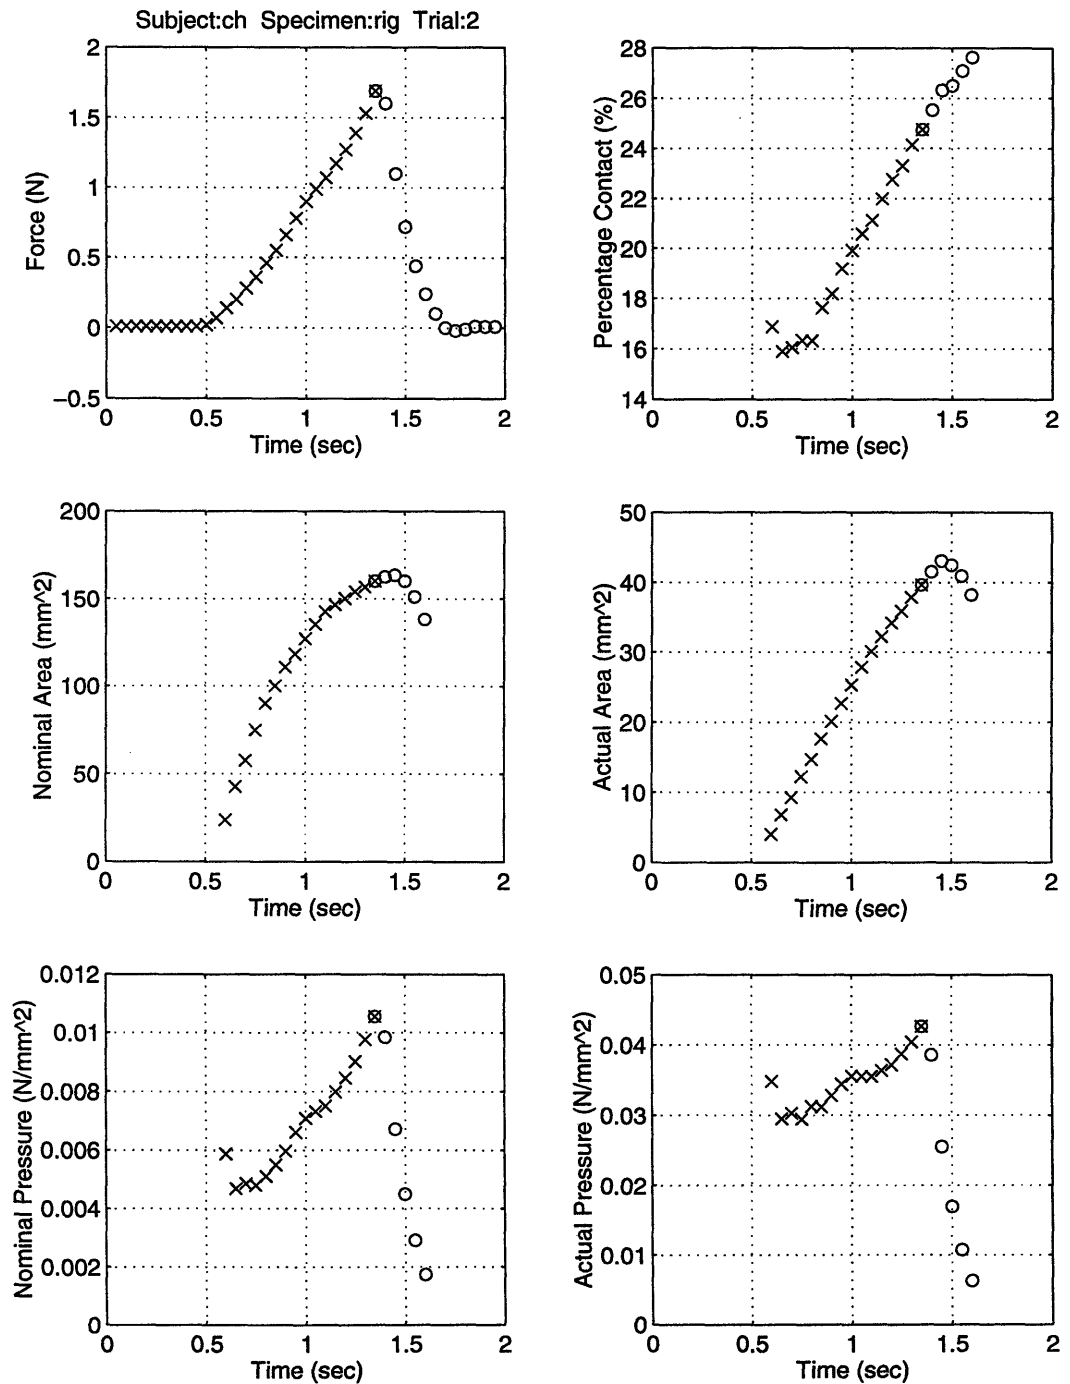 Subject:ch Specimen:rig Trial:2
2
1.5
1
0.5
0
−0.5
Force (N)
0 0.5 1 1.5 2
Time (sec)
28
26
24
22
20
18
16
14
Percentage Contact (%)
0 0.5 1 1.5 2
Time (sec)
200
150
100
50
0
Nominal Area (mm^2)
0 0.5 1 1.5 2
Time (sec)
50
40
30
20
10
0
Actual Area (mm^2)
0 0.5 1 1.5 2
Time (sec)
0.012
0.01
0.008
0.006
0.004
0.002
0
Nominal Pressure (N/mm^2)
0 0.5 1 1.5 2
Time (sec)
0.05
0.04
0.03
0.02
0.01
0
Actual Pressure (N/mm^2)
0 0.5 1 1.5 2
Time (sec)